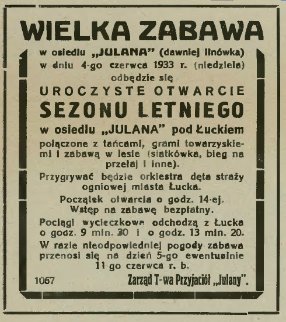 WIELKA ZABAWA
w osiedlu „JULANA” (dawniej Iinówka)
w dniu 4-go czerwca 1933 r. (niedziela)
odbędzie się
UROCZYSTE OTWARCIE
SEZONU LETNIEGO
w osiedlu „JULANA” pod Łuckiem
połączone z tańcami, grami towarzyskie-
mi i zabawą w lesie (siatkówka, bieg na
przełaj i inne).
Przygrywać będzie orkiestra dęta straży
ogniowej miasta Łucka.
Początek otwarcia o godz. 14-ej.
Wstęp na zabawę bezpłatny.
Pociągi wycieczkowe odchodzą z Łucka
o godz. 9 min. 30 i o godz. 13 min. 20.
W razie nieodpowiedniej pogody zabawa
przenosi się na dzień 5-go ewentualnie
11-go czerwca r. b.
1067 Zarząd T-wa Przyjaciół „Julany”.